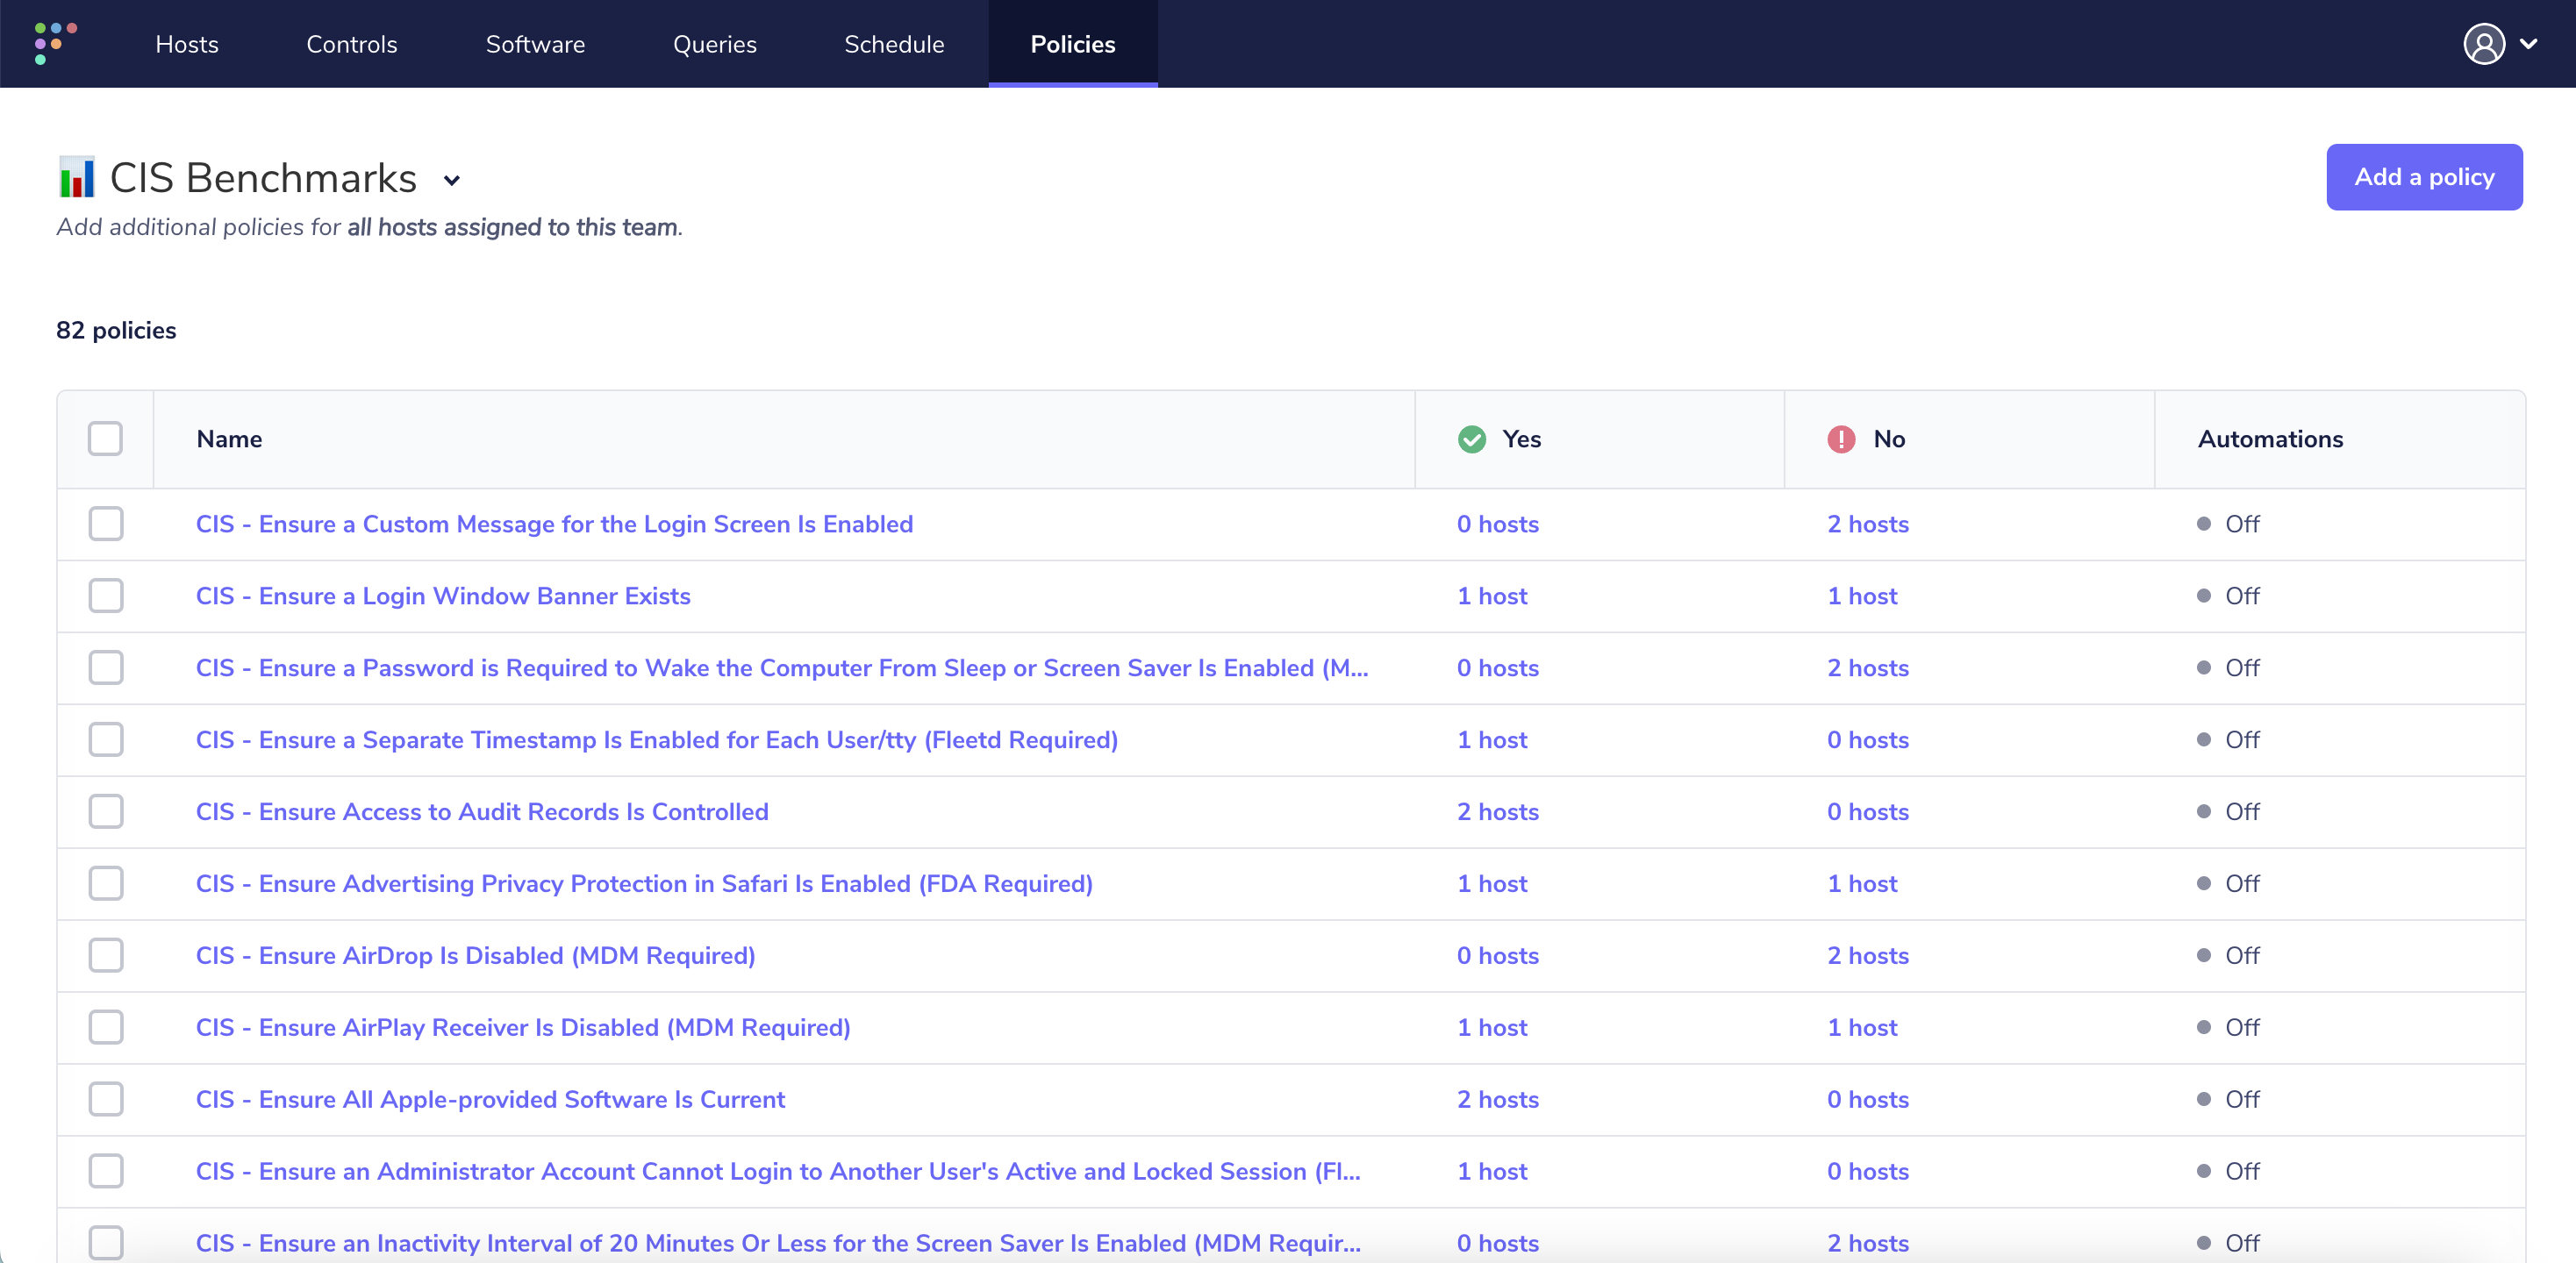 Hosts Controls Software Queries Schedule Policies
CIS Benchmarks
Add a policy
Add additional policies for all hosts assigned to this team.
82 policies
Name Yes No Automations
CIS - Ensure a Custom Message for the Login Screen Is Enabled 0 hosts 2 hosts Off
CIS - Ensure a Login Window Banner Exists 1 host 1 host Off
CIS - Ensure a Password is Required to Wake the Computer From Sleep or Screen Saver Is Enabled (M... 0 hosts 2 hosts Off
CIS - Ensure a Separate Timestamp Is Enabled for Each User/tty (Fleetd Required) 1 host 0 hosts Off
CIS - Ensure Access to Audit Records Is Controlled 2 hosts 0 hosts Off
CIS - Ensure Advertising Privacy Protection in Safari Is Enabled (FDA Required) 1 host 1 host Off
CIS - Ensure AirDrop Is Disabled (MDM Required) 0 hosts 2 hosts Off
CIS - Ensure AirPlay Receiver Is Disabled (MDM Required) 1 host 1 host Off
CIS - Ensure All Apple-provided Software Is Current 2 hosts 0 hosts Off
CIS - Ensure an Administrator Account Cannot Login to Another User's Active and Locked Session (Fl... 1 host 0 hosts Off
CIS - Ensure an Inactivity Interval of 20 Minutes Or Less for the Screen Saver Is Enabled (MDM Requir... 0 hosts 2 hosts Off